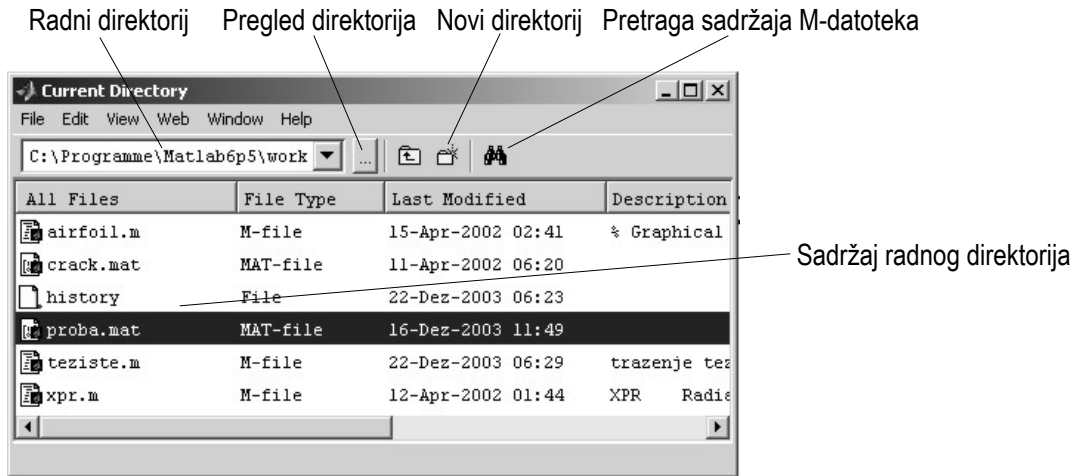 Radni direktorij Pregled direktorija Novi direktorij Pretraga sadržaja M-datoteka
Current Directory
File Edit View Web Window Help
C:\Programme\Matlab6p5\work ...
All Files File Type Last Modified Description
airfoil.m M-file 15-Apr-2002 02:41 % Graphical
crack.mat MAT-file 11-Apr-2002 06:20
Sadržaj radnog direktorija
history File 22-Dez-2003 06:23
proba.mat MAT-file 16-Dez-2003 11:49
teziste.m M-file 22-Dez-2003 06:29 trazenje tez
xpr.m M-file 12-Apr-2002 01:44 XPR Radia